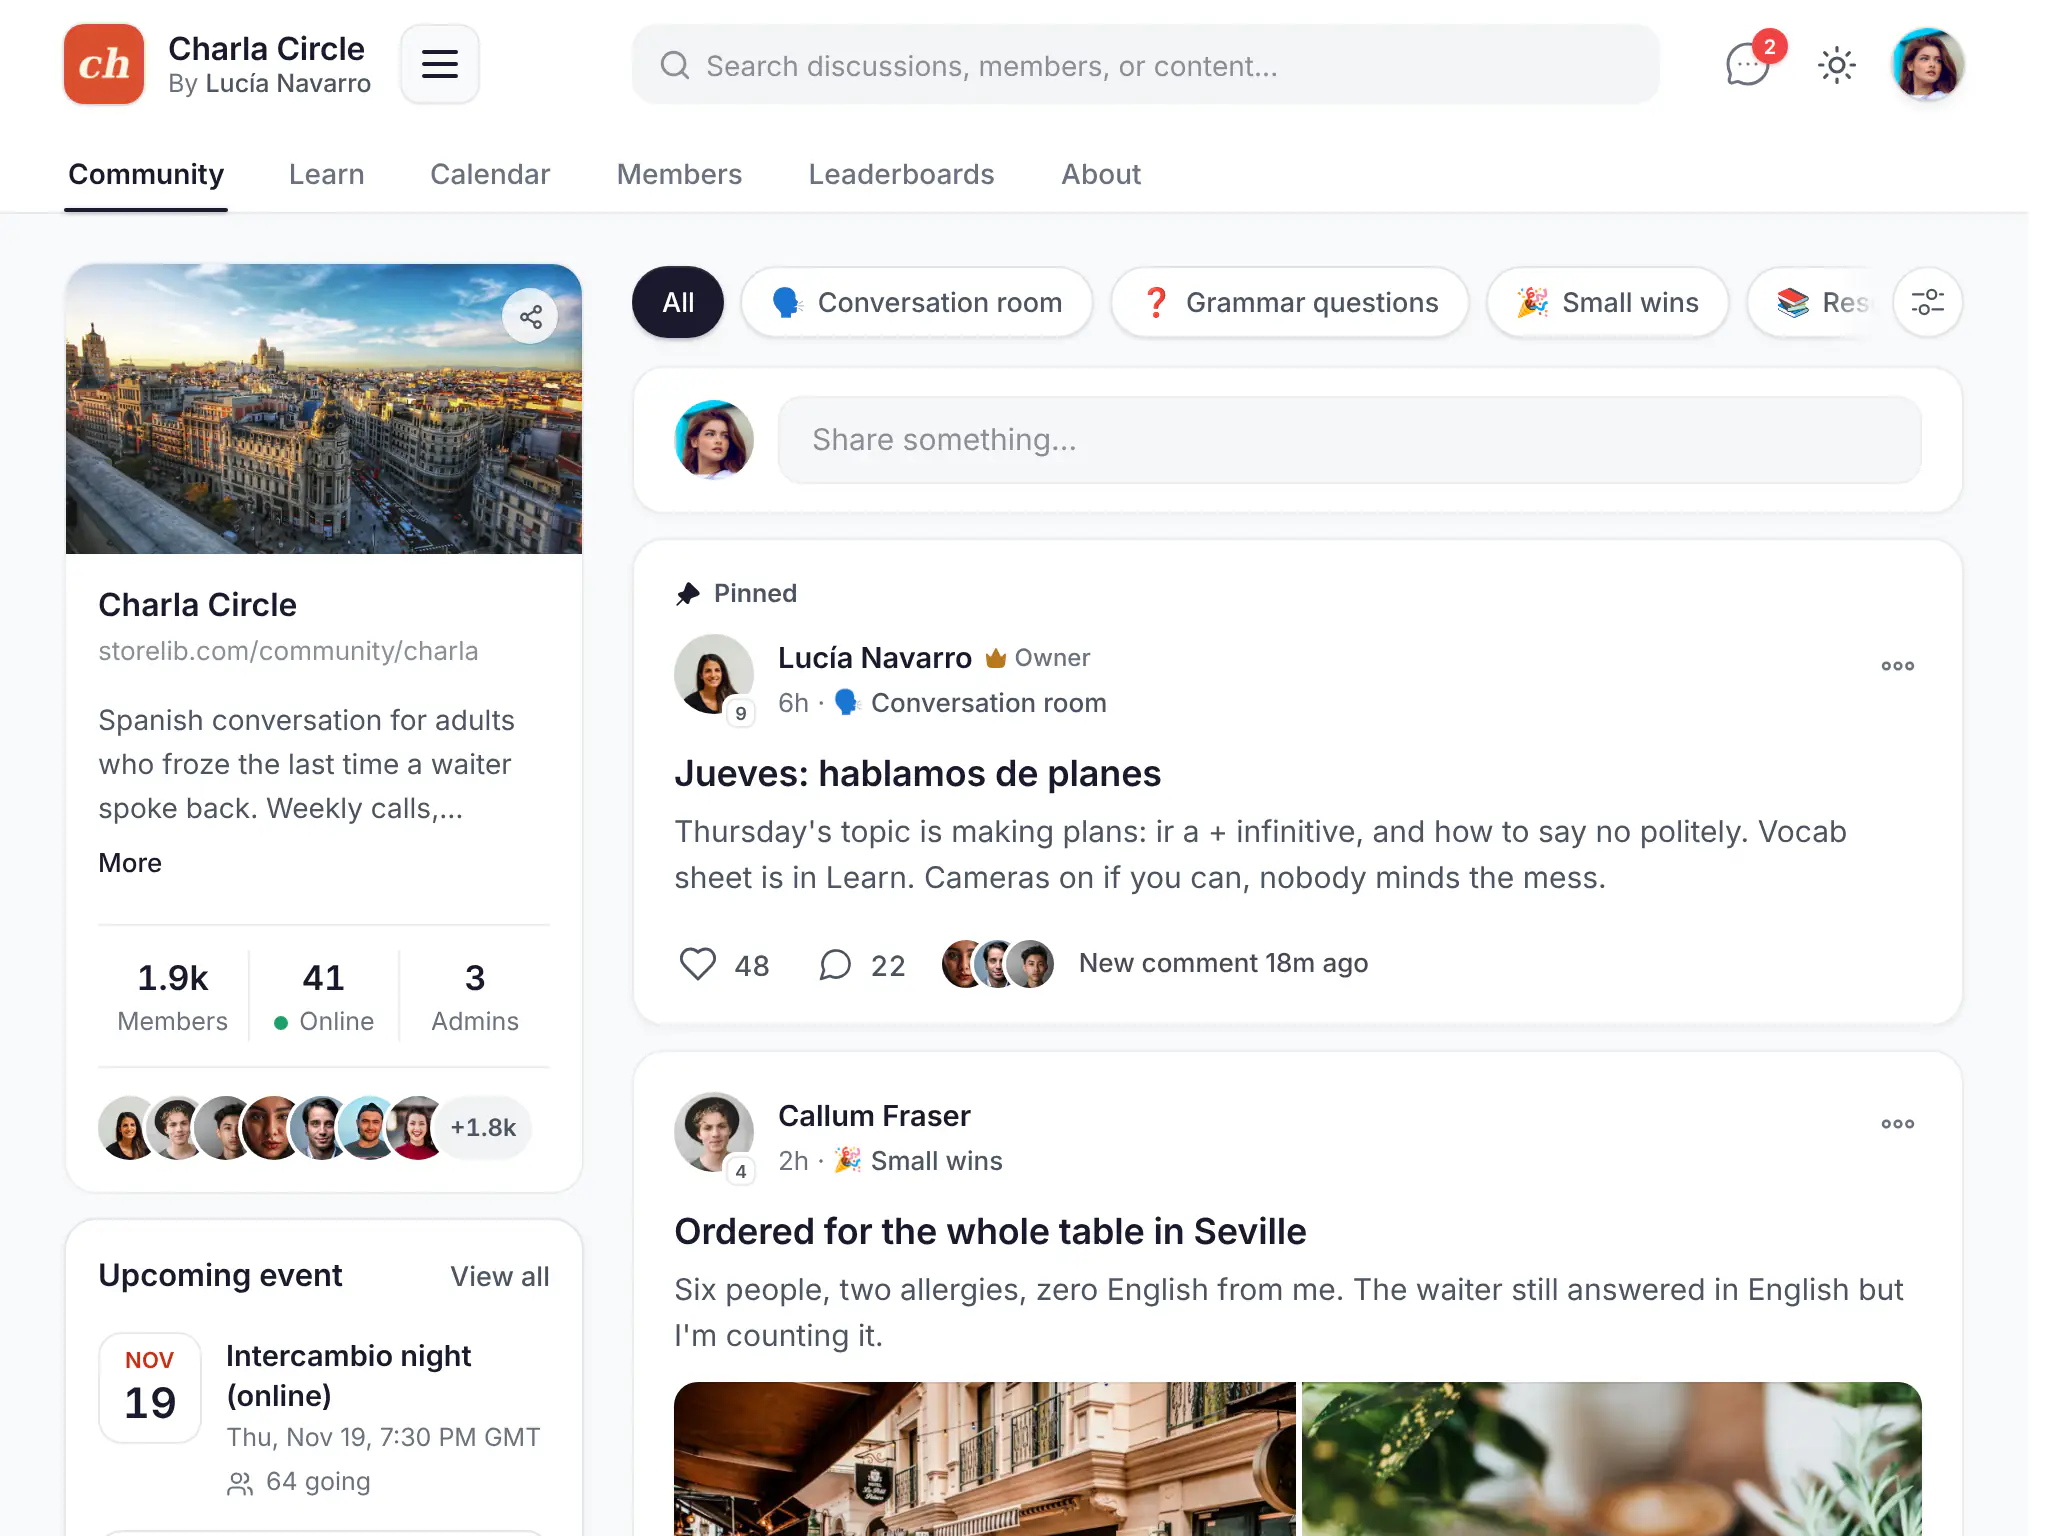 ch
Charla Circle
By Lucía Navarro
Search discussions, members, or content...
2
Community
Learn
Calendar
Members
Leaderboards
About
Charla Circle
storelib.com/community/charla
Spanish conversation for adults
who froze the last time a waiter
spoke back. Weekly calls,...
More
1.9k
Members
41
Online
3
Admins
+1.8k
Upcoming event
View all
NOV
19
Intercambio night
(online)
Thu, Nov 19, 7:30 PM GMT
64 going
All
🗣️ Conversation room
❓ Grammar questions
🎉 Small wins
📚 Res
Share something...
Pinned
Lucía Navarro Owner
9
6h · 🗣️ Conversation room
Jueves: hablamos de planes
Thursday's topic is making plans: ir a + infinitive, and how to say no politely. Vocab
sheet is in Learn. Cameras on if you can, nobody minds the mess.
48
22
New comment 18m ago
Callum Fraser
4
2h · 🎉 Small wins
Ordered for the whole table in Seville
Six people, two allergies, zero English from me. The waiter still answered in English but
I'm counting it.